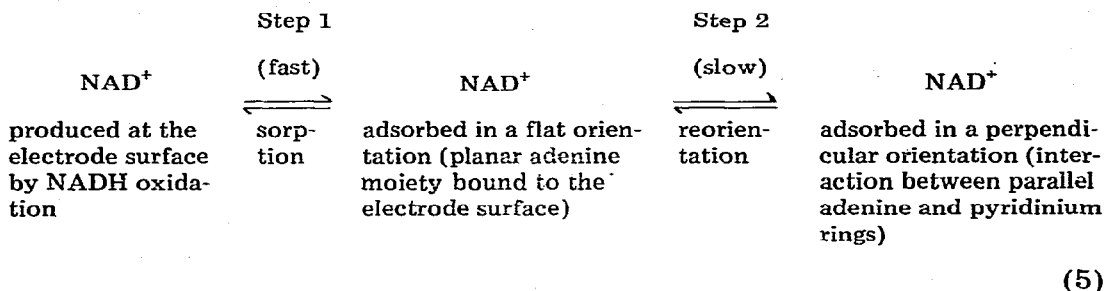 Step 1 Step 2
(fast) (slow)
NAD⁺ NAD⁺ NAD⁺
produced at the sorp- adsorbed in a flat orien- reorien- adsorbed in a perpendi-
electrode surface tion tation (planar adenine tation cular orientation (inter-
by NADH oxida- moiety bound to the action between parallel
tion electrode surface) adenine and pyridinium
rings)
(5)